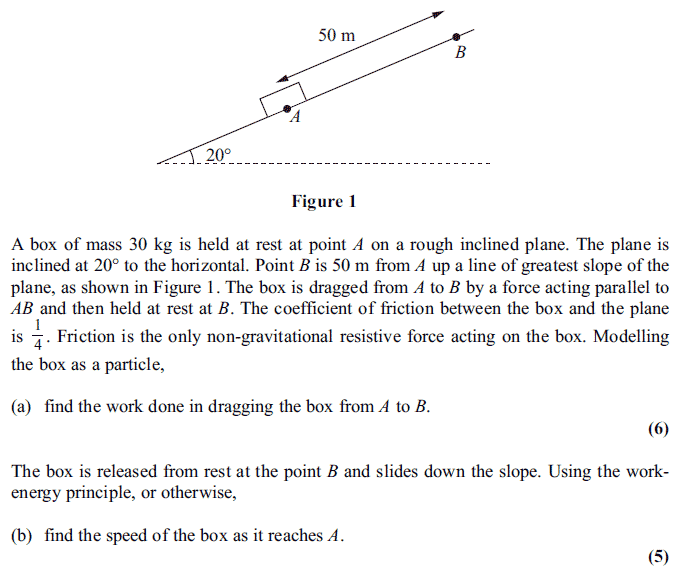 50 m
B
A
20°
Figure 1
A box of mass 30 kg is held at rest at point A on a rough inclined plane. The plane is
inclined at 20° to the horizontal. Point B is 50 m from A up a line of greatest slope of the
plane, as shown in Figure 1. The box is dragged from A to B by a force acting parallel to
AB and then held at rest at B. The coefficient of friction between the box and the plane
is 1/4. Friction is the only non-gravitational resistive force acting on the box. Modelling
the box as a particle,
(a) find the work done in dragging the box from A to B.
(6)
The box is released from rest at the point B and slides down the slope. Using the work-
energy principle, or otherwise,
(b) find the speed of the box as it reaches A.
(5)